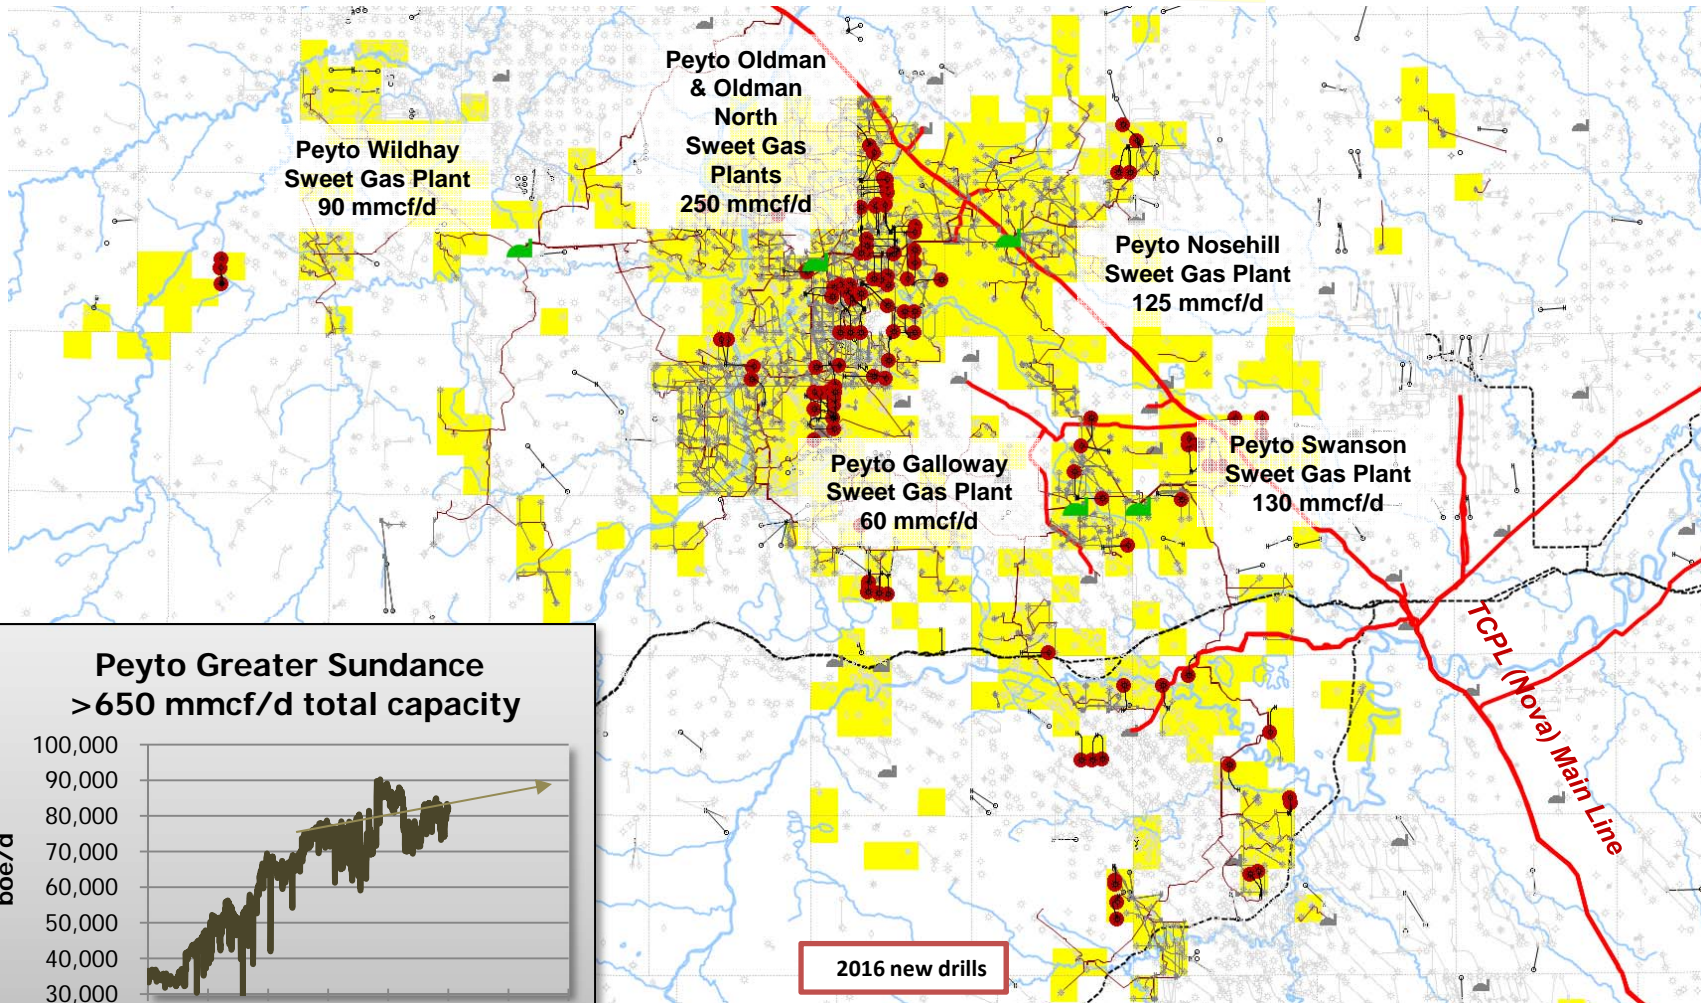 Peyto Oldman
& Oldman
North
Sweet Gas
Plants
250 mmcf/d
Peyto Wildhay
Sweet Gas Plant
90 mmcf/d
Peyto Nosehill
Sweet Gas Plant
125 mmcf/d
Peyto Galloway
Sweet Gas Plant
60 mmcf/d
Peyto Swanson
Sweet Gas Plant
130 mmcf/d
TCPL (Nova) Main Line
Peyto Greater Sundance
>650 mmcf/d total capacity
100,000
90,000
80,000
70,000
60,000
50,000
40,000
30,000
boe/d
2016 new drills